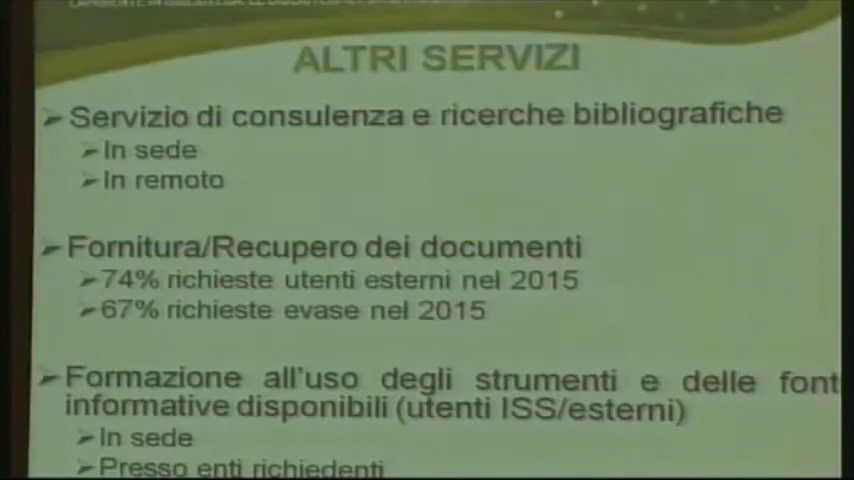 ALTRI SERVIZI
➢Servizio di consulenza e ricerche bibliografiche
➢In sede
➢In remoto
➢Fornitura/Recupero dei documenti
➢74% richieste utenti esterni nel 2015
➢67% richieste evase nel 2015
➢Formazione all'uso degli strumenti e delle font
informative disponibili (utenti ISS/esterni)
➢In sede
➢Presso enti richiedenti